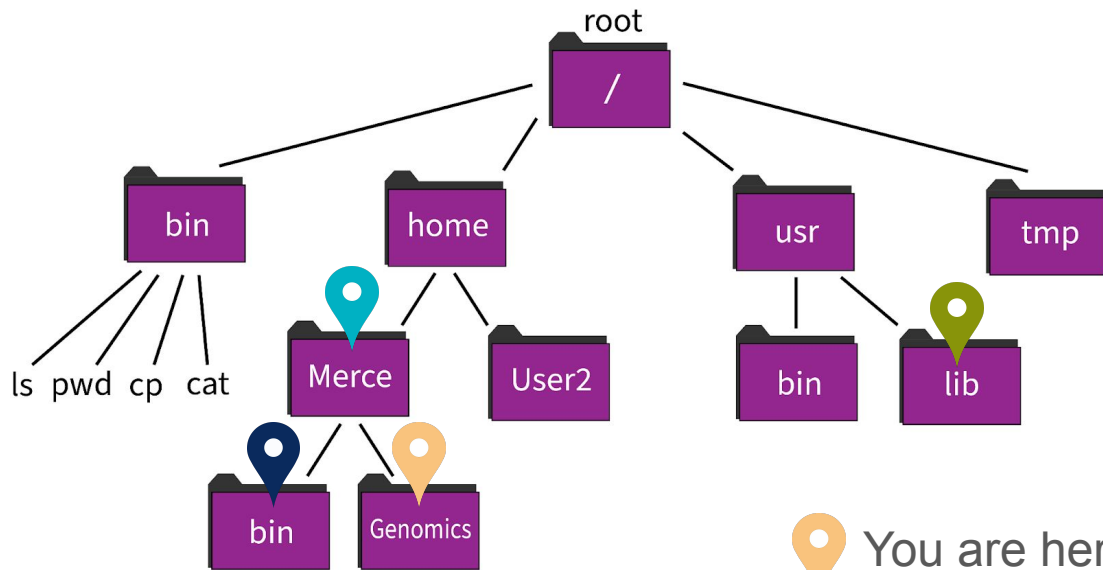 root
/
bin
home
usr
tmp
ls pwd cp cat
Merce
User2
bin
lib
bin
Genomics
You are her